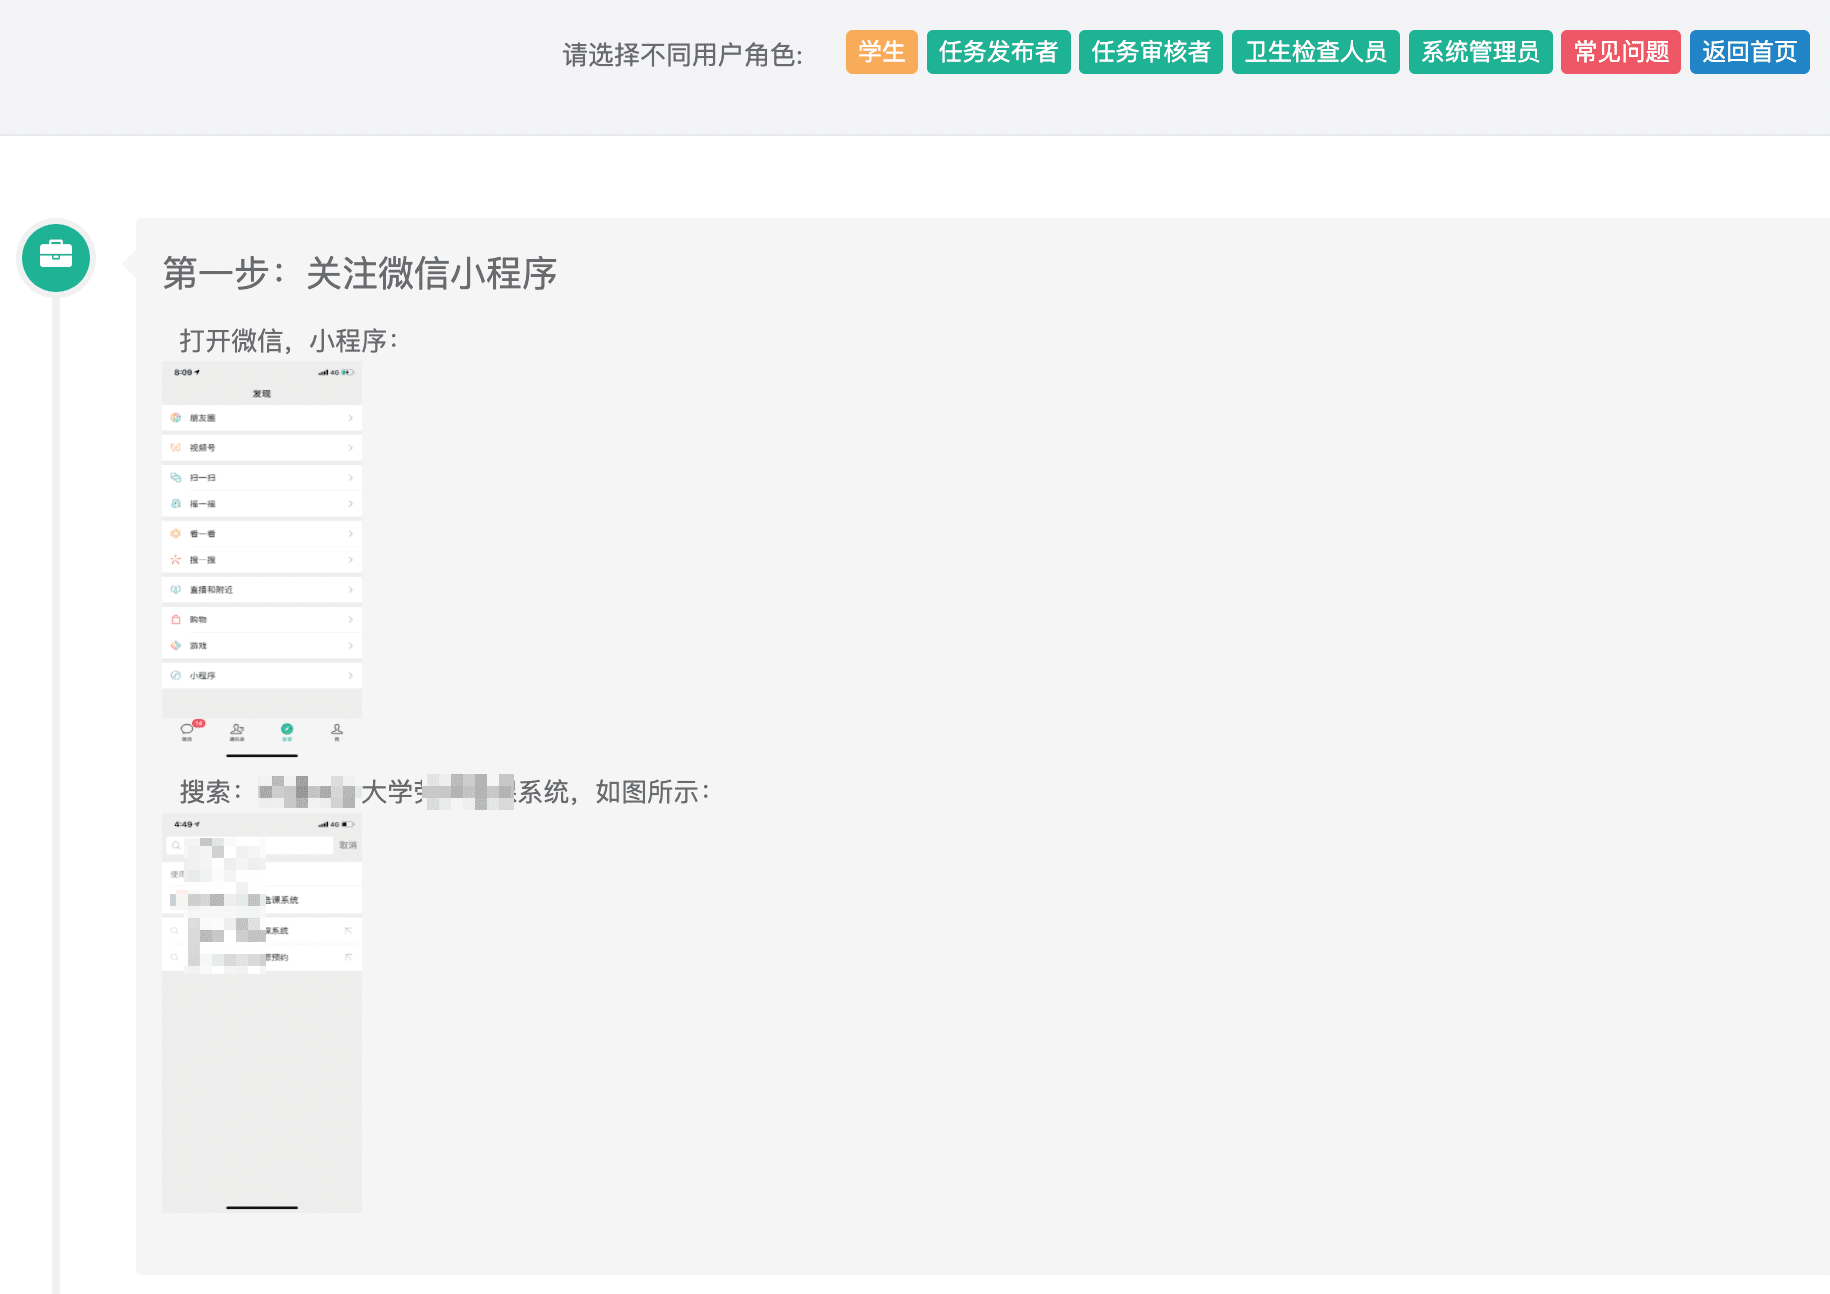 请选择不同用户角色:
学生 任务发布者 任务审核者 卫生检查人员 系统管理员 常见问题 返回首页
第一步：关注微信小程序
打开微信，小程序：
8:09
4G
发现
朋友圈
视频号
扫一扫
摇一摇
看一看
搜一搜
直播和附近
购物
游戏
小程序
搜索： 大学 系统，如图所示：
4:49
4G
取消
选课系统
课系统
预约